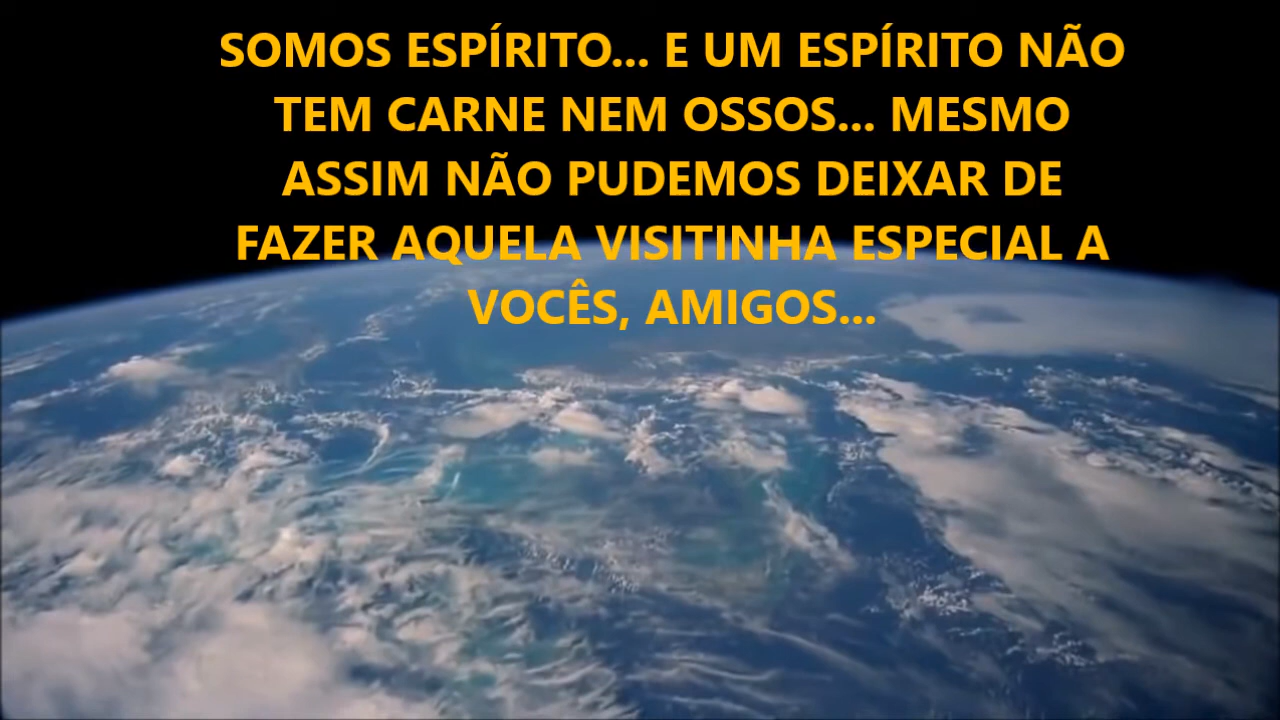 SOMOS ESPÍRITO... E UM ESPÍRITO NÃO
TEM CARNE NEM OSSOS... MESMO
ASSIM NÃO PUDEMOS DEIXAR DE
FAZER AQUELA VISITINHA ESPECIAL A
VOCÊS, AMIGOS...